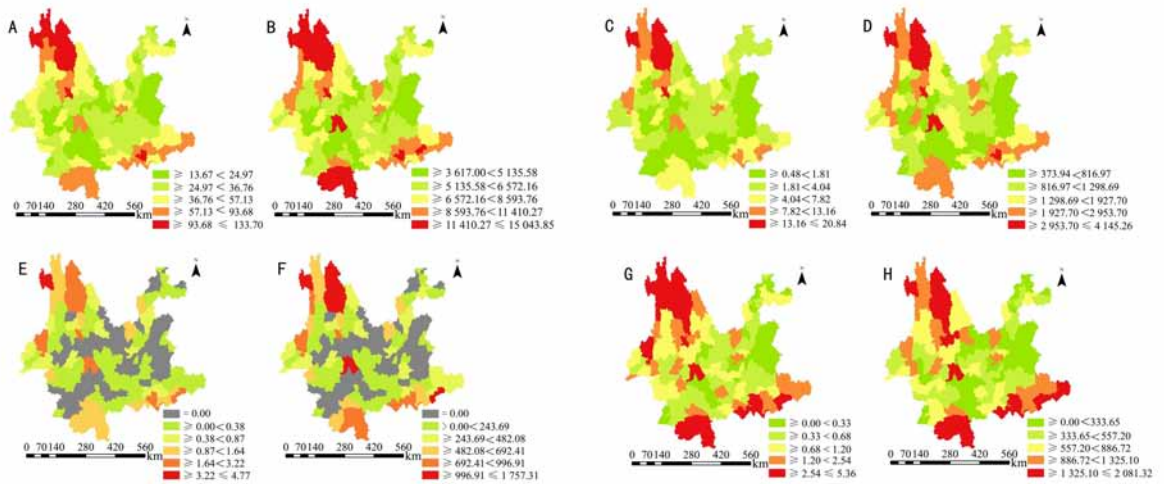 A
B
C
D
≥ 13.67 < 24.97
≥ 24.97 < 36.76
≥ 36.76 < 57.13
≥ 57.13 < 93.68
≥ 93.68 ≤ 133.70
0 70140 280 420 560
km
≥ 3 617.00 < 5 135.58
≥ 5 135.58 < 6 572.16
≥ 6 572.16 < 8 593.76
≥ 8 593.76 < 11 410.27
≥ 11 410.27 ≤ 15 043.85
0 70140 280 420 560
km
≥ 0.48 < 1.81
≥ 1.81 < 4.04
≥ 4.04 < 7.82
≥ 7.82 < 13.16
≥ 13.16 ≤ 20.84
0 70140 280 420 560
km
≥ 373.94 < 816.97
≥ 816.97 < 1 298.69
≥ 1 298.69 < 1 927.70
≥ 1 927.70 < 2 953.70
≥ 2 953.70 ≤ 4 145.26
0 70140 280 420 560
km
E
F
G
H
= 0.00
≥ 0.00 < 0.38
≥ 0.38 < 0.87
≥ 0.87 < 1.64
≥ 1.64 < 3.22
≥ 3.22 ≤ 4.77
0 70140 280 420 560
km
= 0.00
> 0.00 < 243.69
≥ 243.69 < 482.08
≥ 482.08 < 692.41
≥ 692.41 < 996.91
≥ 996.91 ≤ 1 757.31
0 70140 280 420 560
km
≥ 0.00 < 0.33
≥ 0.33 < 0.68
≥ 0.68 < 1.20
≥ 1.20 < 2.54
≥ 2.54 ≤ 5.36
0 70140 280 420 560
km
≥ 0.00 < 333.65
≥ 333.65 < 557.20
≥ 557.20 < 886.72
≥ 886.72 < 1 325.10
≥ 1 325.10 ≤ 2 081.32
0 70140 280 420 560
km